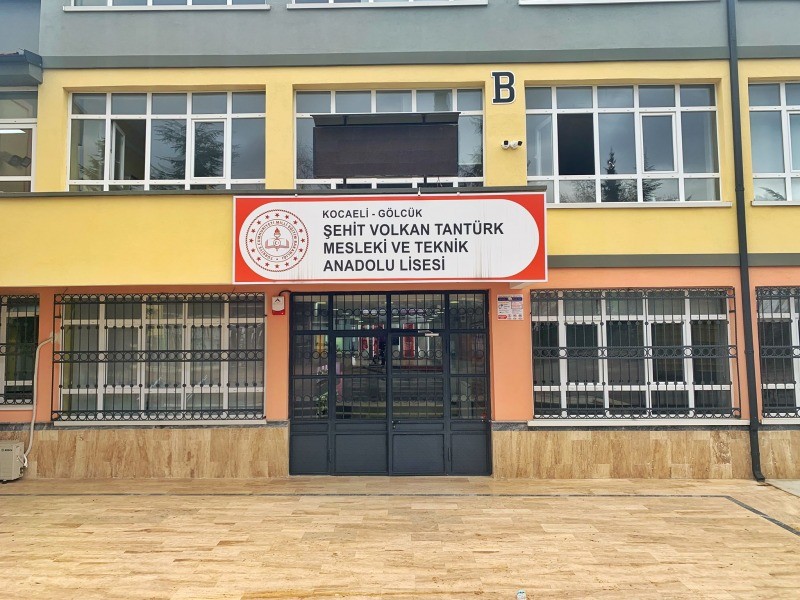 B
KOCAELİ - GÖLCÜK
ŞEHİT VOLKAN TANTÜRK
MESLEKİ VE TEKNİK
ANADOLU LİSESİ